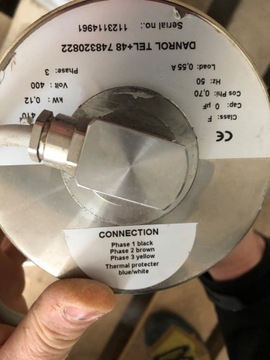 DANROL TEL+48 748320822
Serial no.: 1123114961
Phase: 3
Volt: 400
kW: 0,12
410
Load: 0,55A
Hz: 50
Cos Phi: 0,70
Cap: 0 µF
Class: F
CE
CONNECTION
Phase 1 black
Phase 2 brown
Phase 3 yellow
Thermal protecter
blue/white